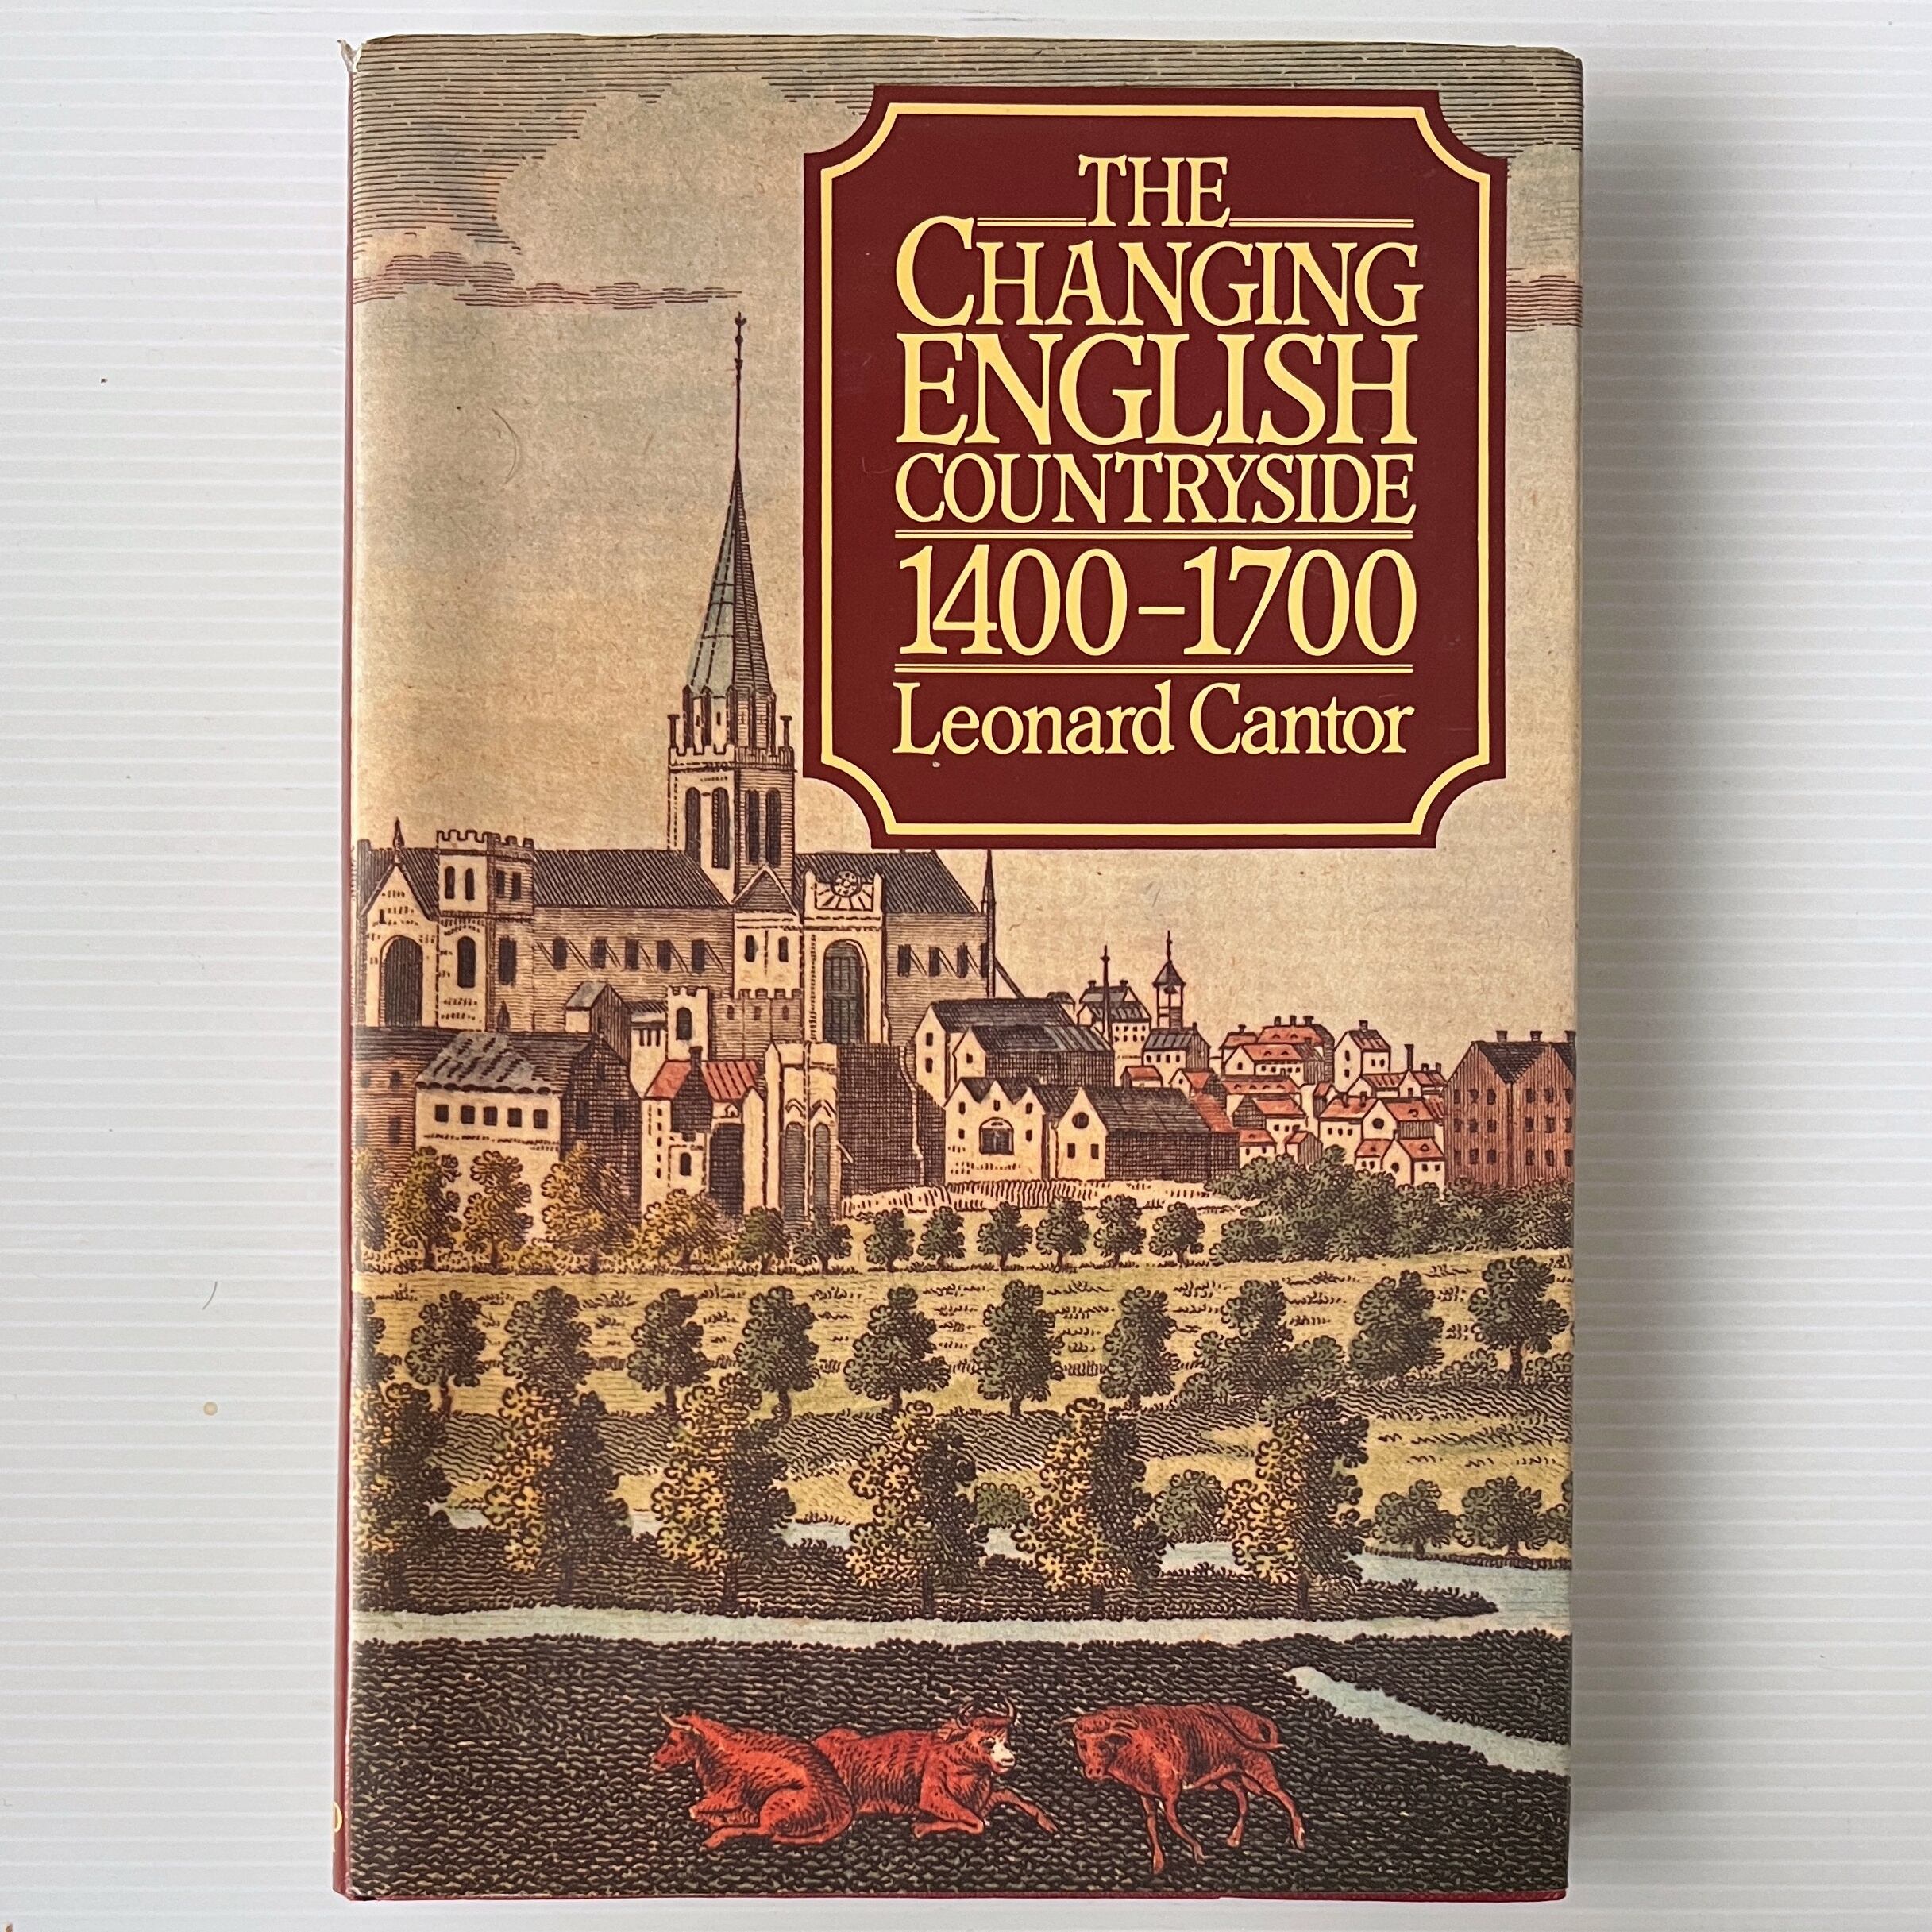 THE
CHANGING
ENGLISH
COUNTRYSIDE
1400–1700
Leonard Cantor